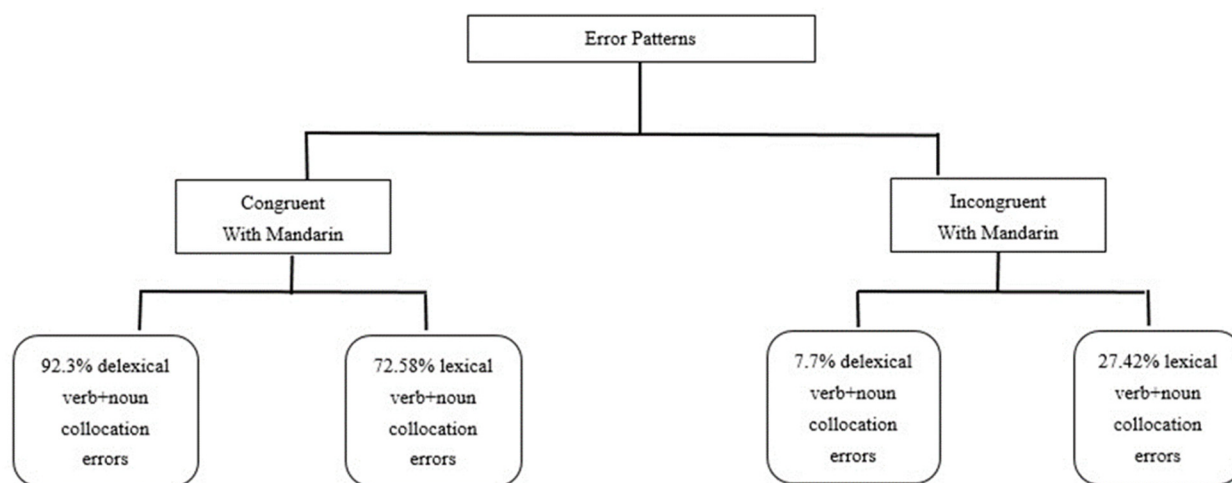 Error Patterns
Congruent
With Mandarin
Incongruent
With Mandarin
92.3% delexical
verb+noun
collocation
errors
72.58% lexical
verb+noun
collocation
errors
7.7% delexical
verb+noun
collocation
errors
27.42% lexical
verb+noun
collocation
errors